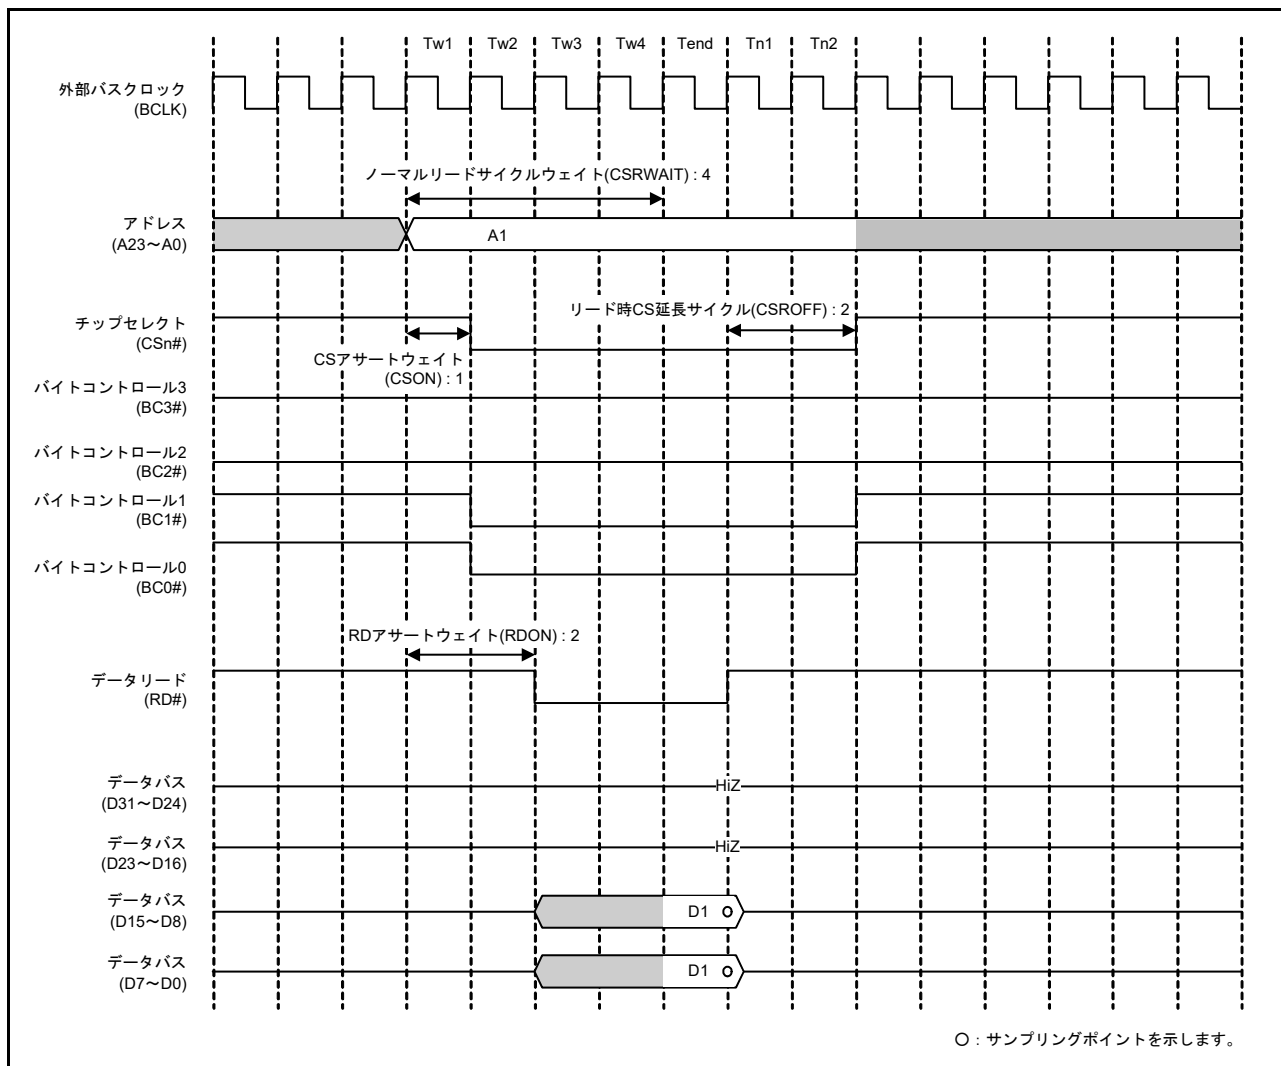 Tw1 Tw2 Tw3 Tw4 Tend Tn1 Tn2
外部バスクロック
(BCLK)
ノーマルリードサイクルウェイト(CSRWAIT) : 4
アドレス
(A23～A0)
A1
リード時CS延長サイクル(CSROFF) : 2
チップセレクト
(CSn#)
CSアサートウェイト
(CSON) : 1
バイトコントロール3
(BC3#)
バイトコントロール2
(BC2#)
バイトコントロール1
(BC1#)
バイトコントロール0
(BC0#)
RDアサートウェイト(RDON) : 2
データリード
(RD#)
データバス
(D31～D24)
HiZ
データバス
(D23～D16)
HiZ
データバス
(D15～D8)
D1
データバス
(D7～D0)
D1
○ : サンプリングポイントを示します。